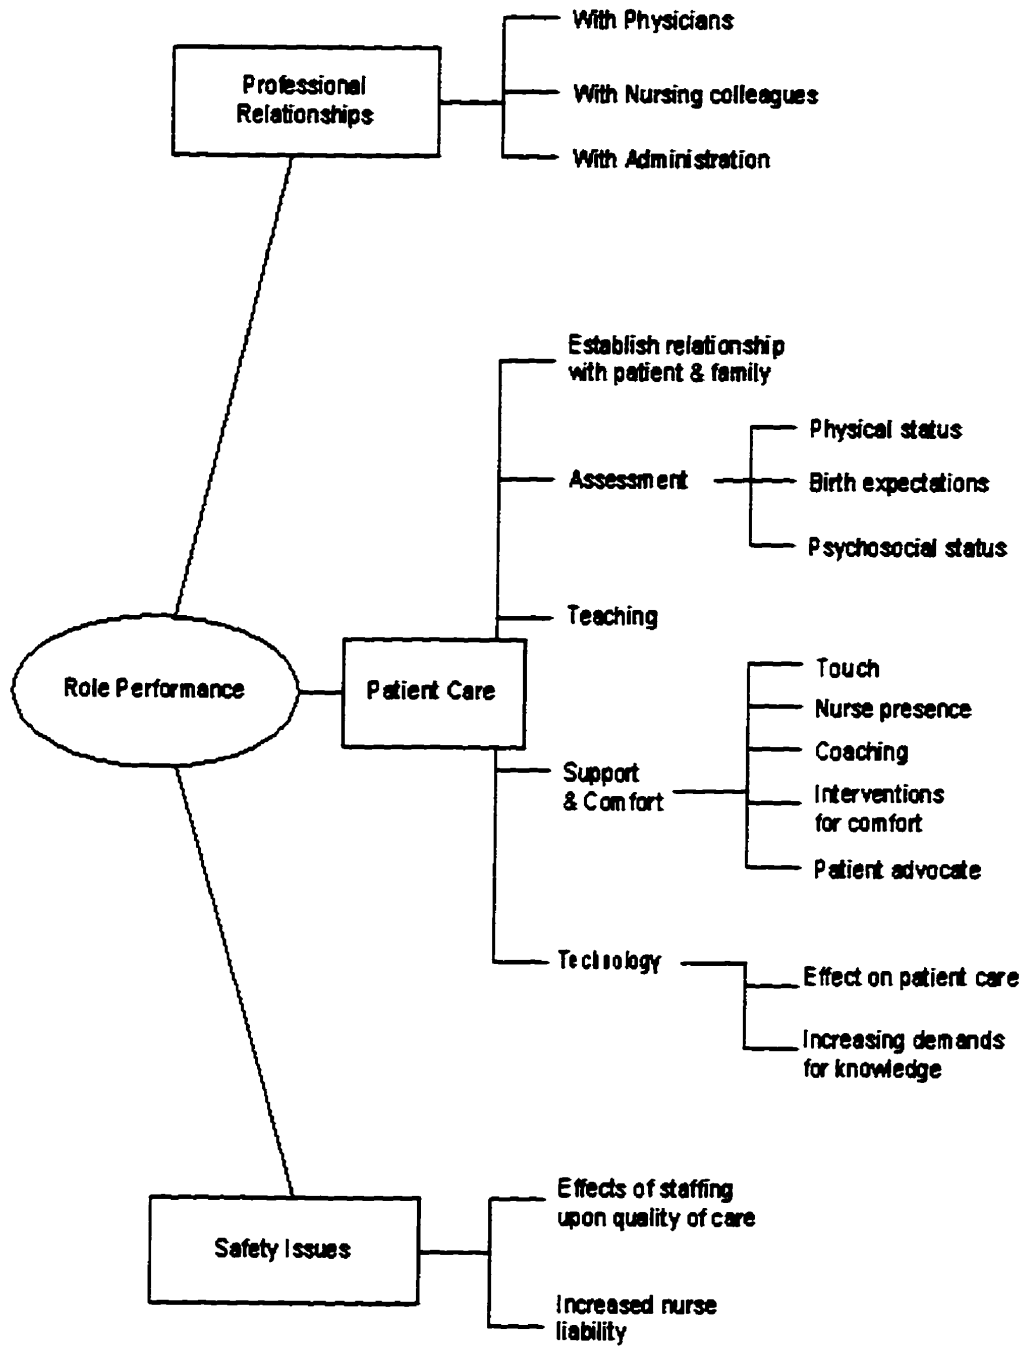 With Physicians
Professional
Relationships
With Nursing colleagues
With Administration
Establish relationship
with patient & family
Assessment
Physical status
Birth expectations
Psychosocial status
Teaching
Role Performance
Patient Care
Support
& Comfort
Touch
Nurse presence
Coaching
Interventions
for comfort
Patient advocate
Technology
Effect on patient care
Increasing demands
for knowledge
Safety Issues
Effects of staffing
upon quality of care
Increased nurse
liability